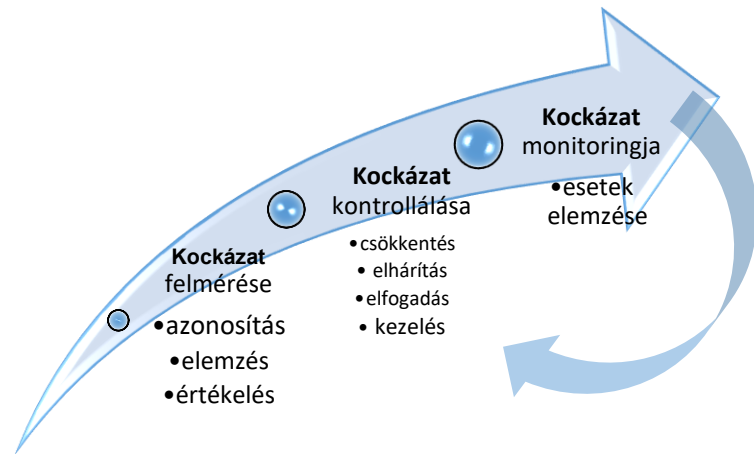 Kockázat
felmérése
•azonosítás
•elemzés
•értékelés
Kockázat
kontrollálása
•csökkentés
• elhárítás
•elfogadás
• kezelés
Kockázat
monitoringja
•esetek
elemzése